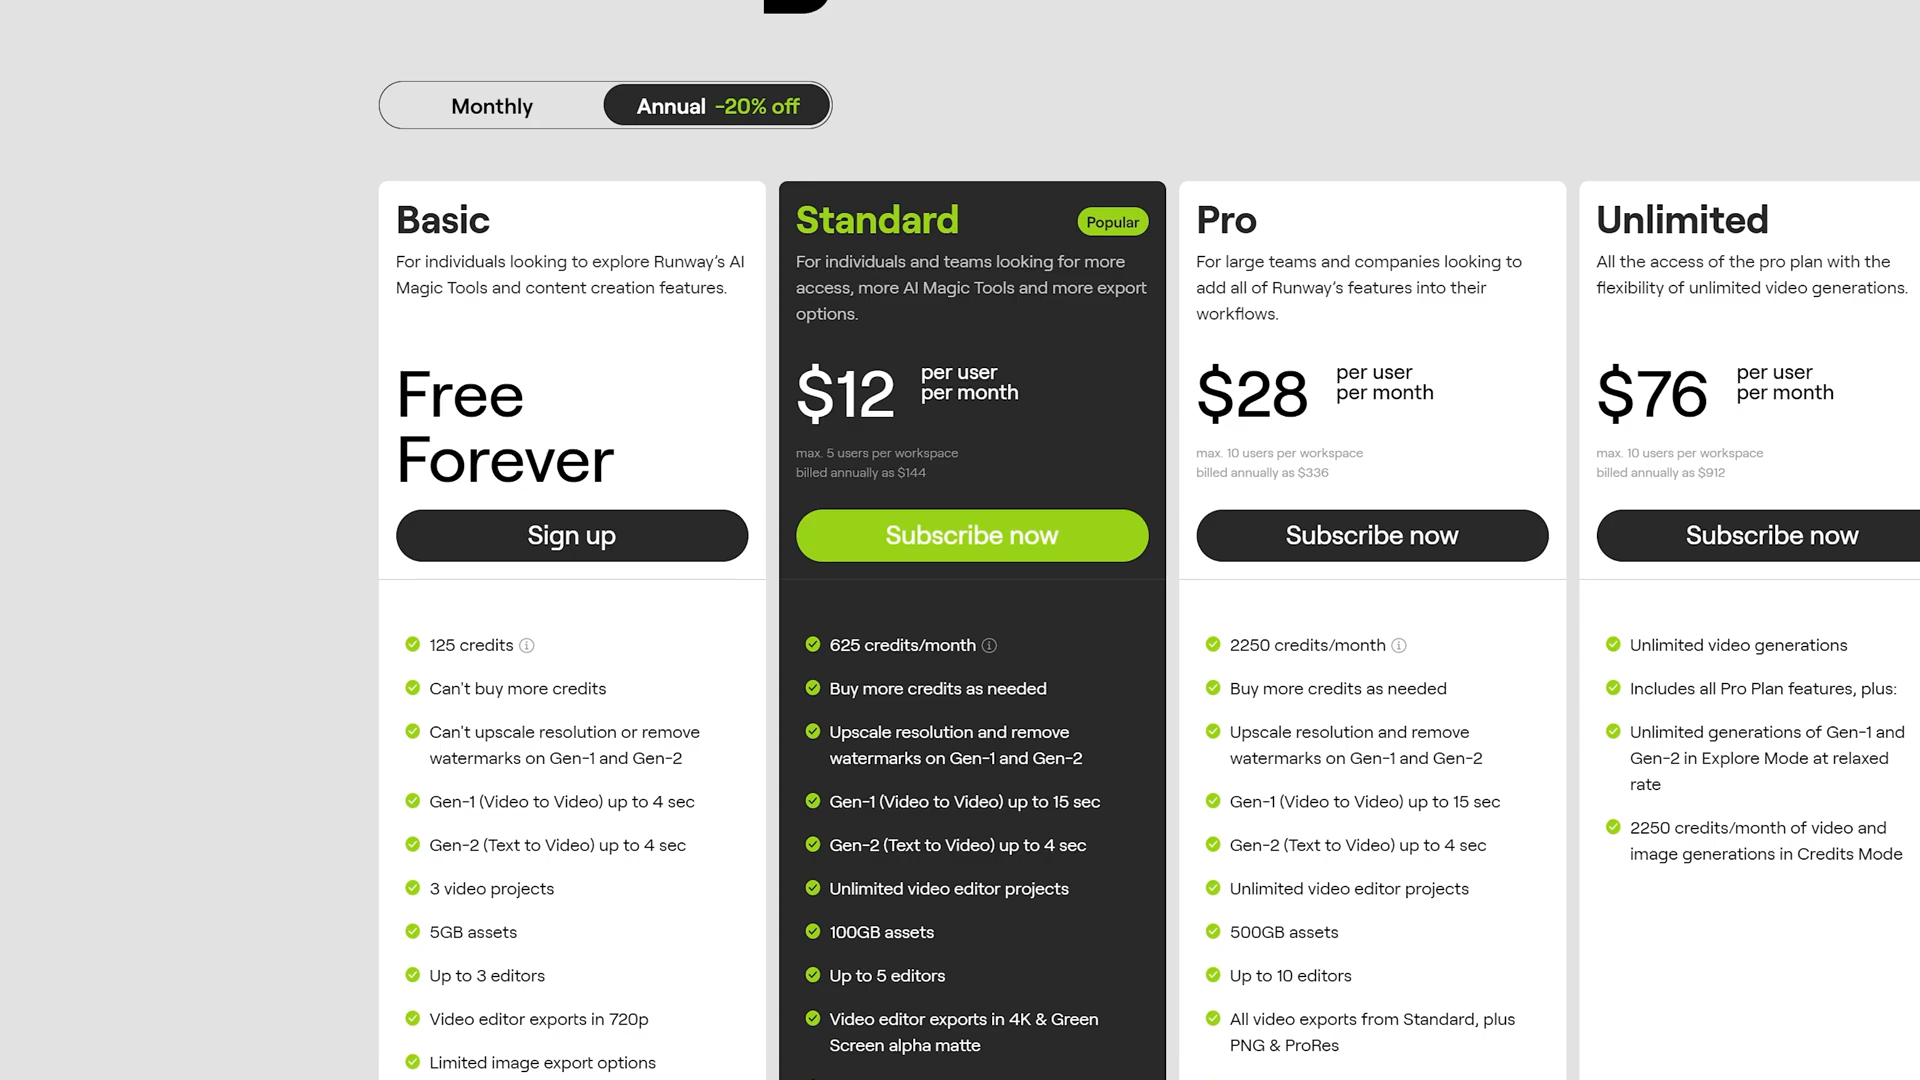 Monthly
Annual -20% off
Basic
For individuals looking to explore Runway's AI
Magic Tools and content creation features.
Free
Forever
Sign up
125 credits
Can't buy more credits
Can't upscale resolution or remove
watermarks on Gen-1 and Gen-2
Gen-1 (Video to Video) up to 4 sec
Gen-2 (Text to Video) up to 4 sec
3 video projects
5GB assets
Up to 3 editors
Video editor exports in 720p
Limited image export options
Standard
Popular
For individuals and teams looking for more
access, more AI Magic Tools and more export
options.
$12
per user
per month
max. 5 users per workspace
billed annually as $144
Subscribe now
625 credits/month
Buy more credits as needed
Upscale resolution and remove
watermarks on Gen-1 and Gen-2
Gen-1 (Video to Video) up to 15 sec
Gen-2 (Text to Video) up to 4 sec
Unlimited video editor projects
100GB assets
Up to 5 editors
Video editor exports in 4K & Green
Screen alpha matte
Pro
For large teams and companies looking to
add all of Runway's features into their
workflows.
$28
per user
per month
max. 10 users per workspace
billed annually as $336
Subscribe now
2250 credits/month
Buy more credits as needed
Upscale resolution and remove
watermarks on Gen-1 and Gen-2
Gen-1 (Video to Video) up to 15 sec
Gen-2 (Text to Video) up to 4 sec
Unlimited video editor projects
500GB assets
Up to 10 editors
All video exports from Standard, plus
PNG & ProRes
Unlimited
All the access of the pro plan with the
flexibility of unlimited video generations.
$76
per user
per month
max. 10 users per workspace
billed annually as $912
Subscribe now
Unlimited video generations
Includes all Pro Plan features, plus:
Unlimited generations of Gen-1 and
Gen-2 in Explore Mode at relaxed
rate
2250 credits/month of video and
image generations in Credits Mode